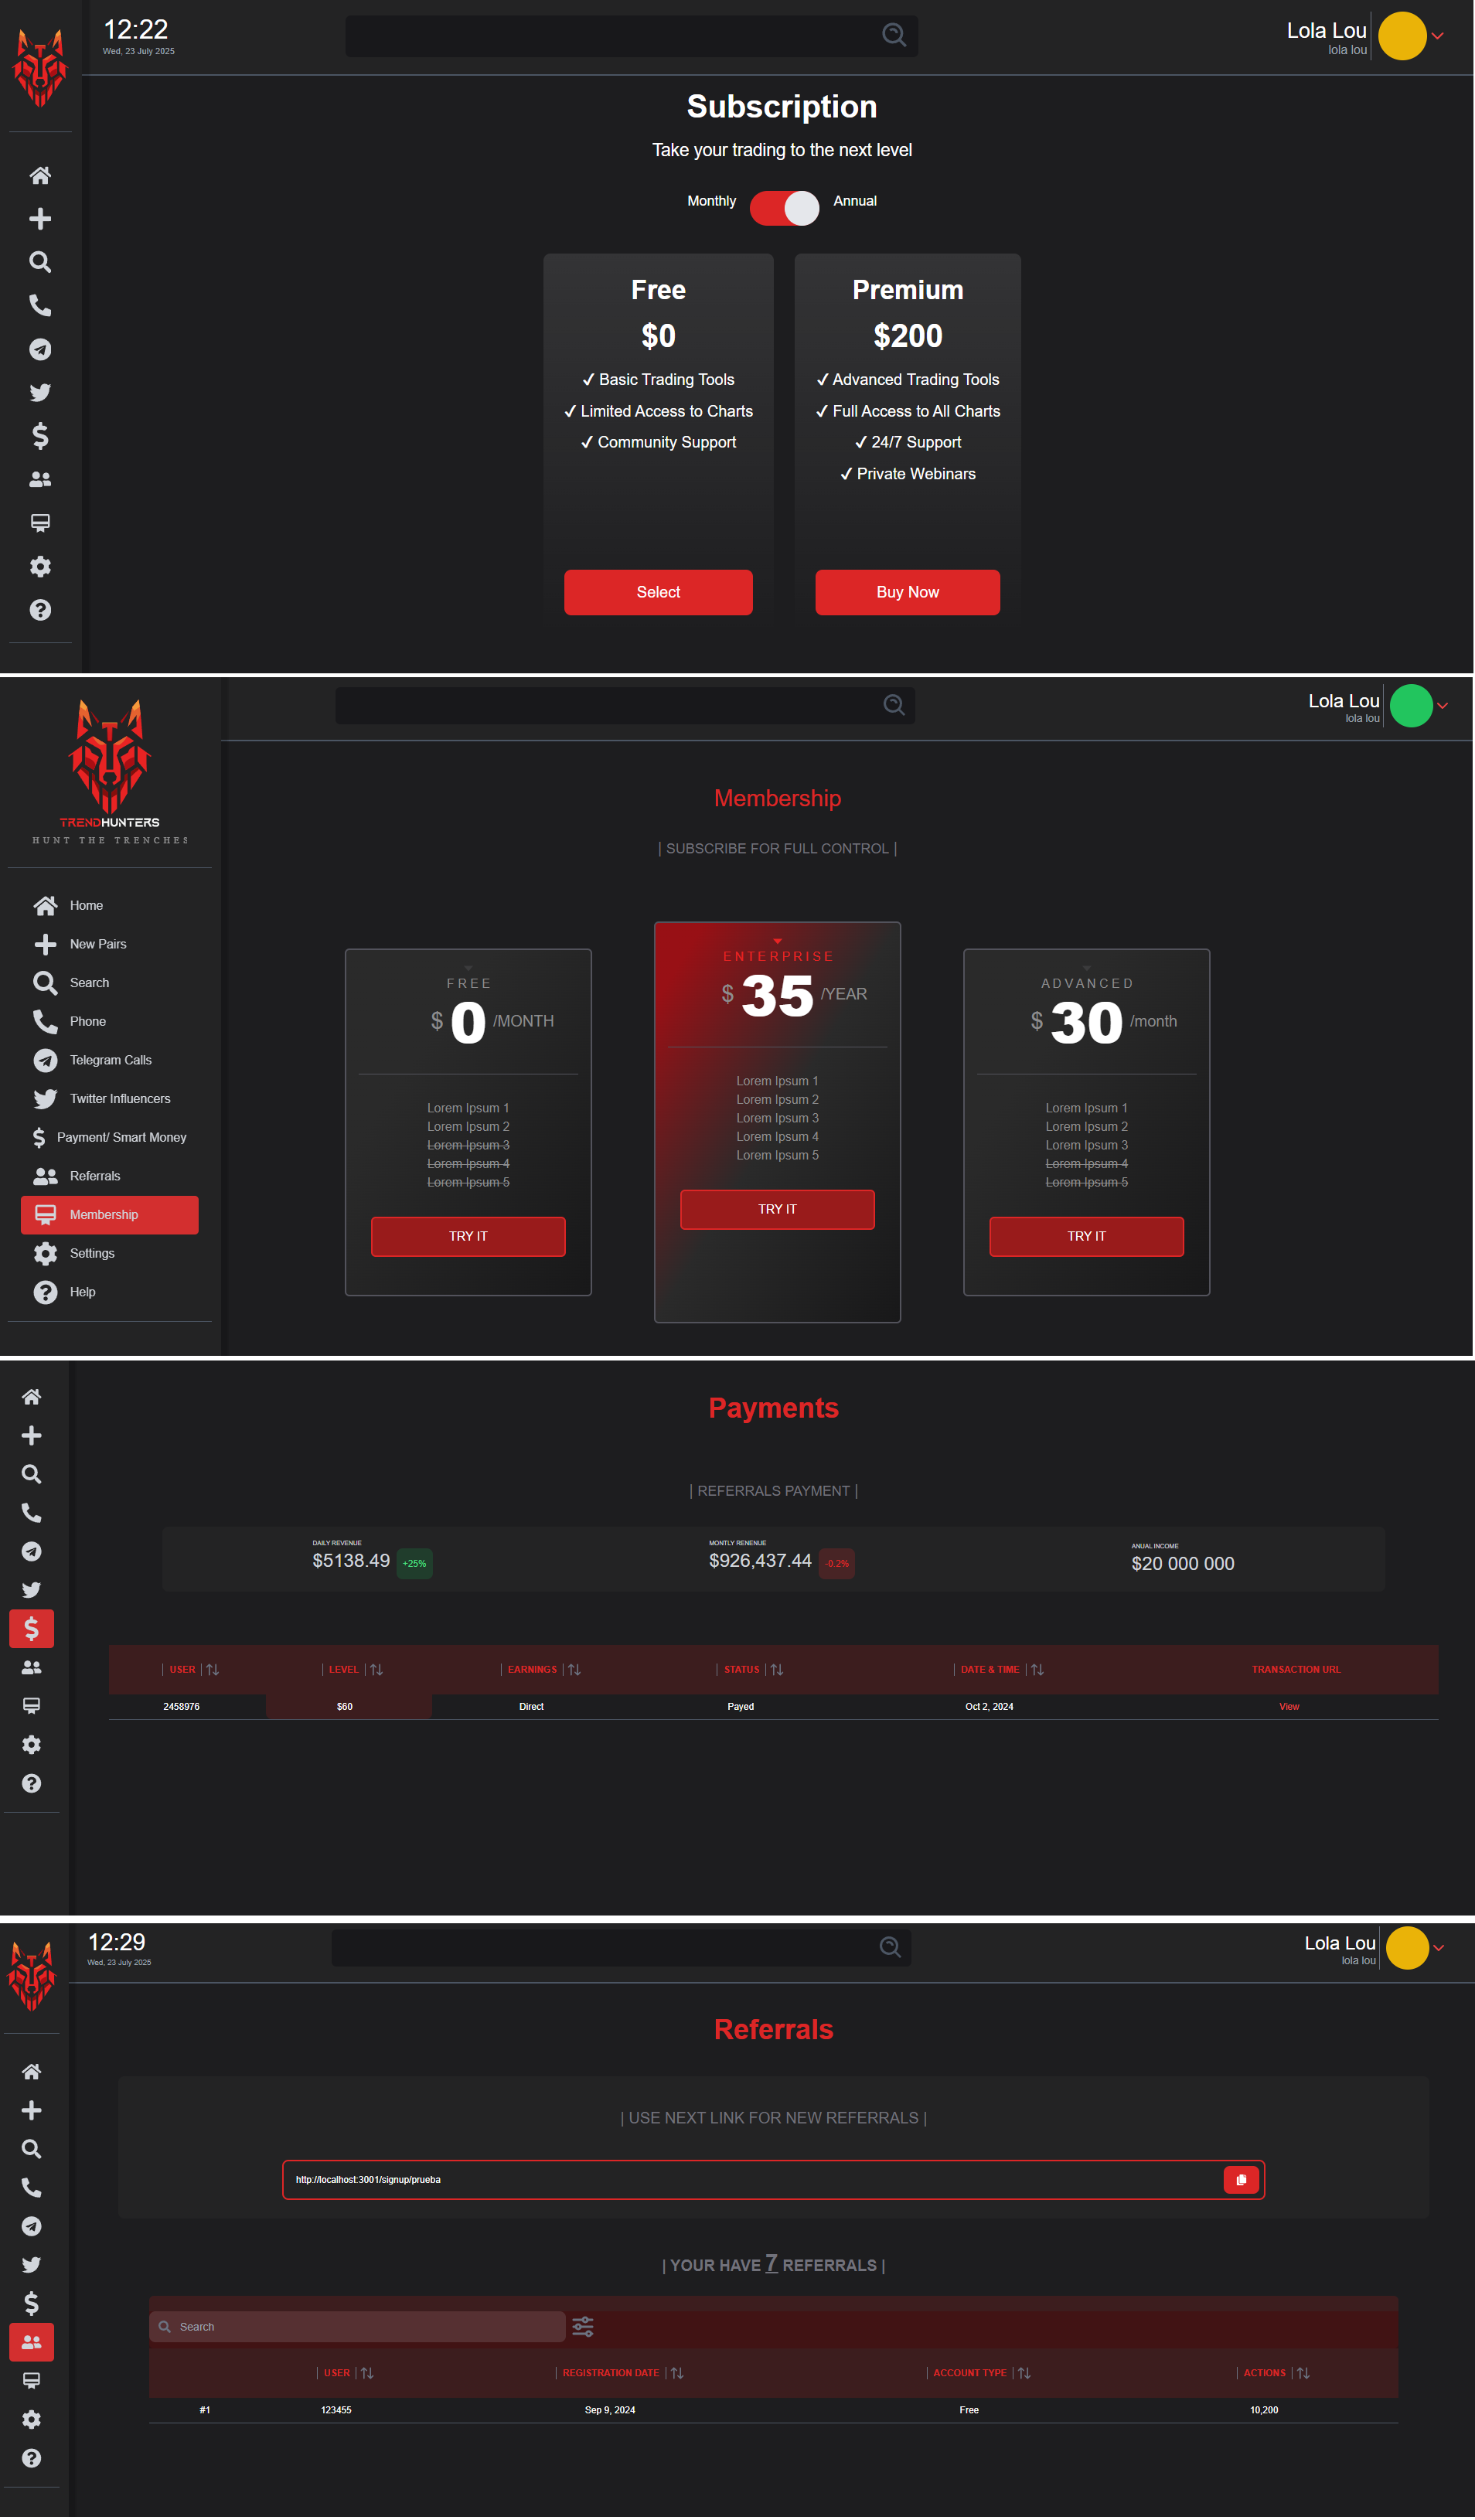 12:22
Wed, 23 July 2025
Lola Lou
lola lou
Subscription
Take your trading to the next level
Monthly Annual
Free
$0
✓ Basic Trading Tools
✓ Limited Access to Charts
✓ Community Support
Select
Premium
$200
✓ Advanced Trading Tools
✓ Full Access to All Charts
✓ 24/7 Support
✓ Private Webinars
Buy Now
TRENDHUNTERS
HUNT THE TRENCHES
Home
New Pairs
Search
Phone
Telegram Calls
Twitter Influencers
Payment/ Smart Money
Referrals
Membership
Settings
Help
Lola Lou
lola lou
Membership
| SUBSCRIBE FOR FULL CONTROL |
FREE
$ 0 /MONTH
Lorem Ipsum 1
Lorem Ipsum 2
Lorem Ipsum 3
Lorem Ipsum 4
Lorem Ipsum 5
TRY IT
ENTERPRISE
$ 35 /YEAR
Lorem Ipsum 1
Lorem Ipsum 2
Lorem Ipsum 3
Lorem Ipsum 4
Lorem Ipsum 5
TRY IT
ADVANCED
$ 30 /month
Lorem Ipsum 1
Lorem Ipsum 2
Lorem Ipsum 3
Lorem Ipsum 4
Lorem Ipsum 5
TRY IT
Payments
| REFERRALS PAYMENT |
DAILY REVENUE
$5138.49 +25%
MONTLY RENENUE
$926,437.44 -0.2%
ANUAL INCOME
$20 000 000
| USER | | LEVEL | | EARNINGS | | STATUS | | DATE & TIME | TRANSACTION URL
2458976 $60 Direct Payed Oct 2, 2024 View
12:29
Wed, 23 July 2025
Lola Lou
lola lou
Referrals
| USE NEXT LINK FOR NEW REFERRALS |
http://localhost:3001/signup/prueba
| YOUR HAVE 7 REFERRALS |
Search
| USER | | REGISTRATION DATE | | ACCOUNT TYPE | | ACTIONS |
#1 123455 Sep 9, 2024 Free 10,200